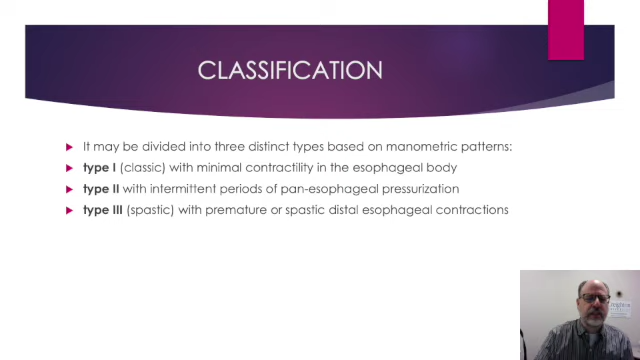 CLASSIFICATION
It may be divided into three distinct types based on manometric patterns:
type I (classic) with minimal contractility in the esophageal body
type II with intermittent periods of pan-esophageal pressurization
type III (spastic) with premature or spastic distal esophageal contractions